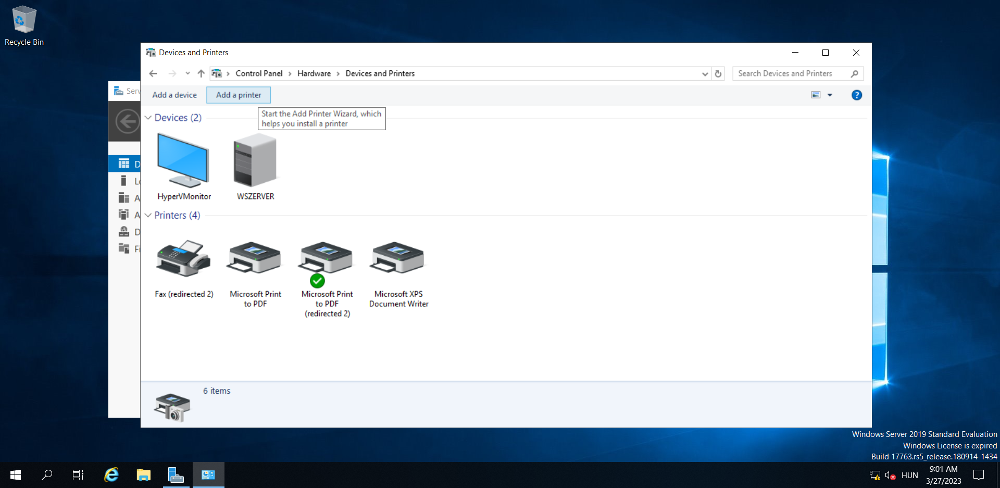 Recycle Bin
Devices and Printers
Control Panel
Hardware
Devices and Printers
Search Devices and Printers
Serv
Add a device
Add a printer
Start the Add Printer Wizard, which
helps you install a printer
Devices (2)
HyperVMonitor
WSZERVER
D
Lo
A
A
D
Fi
Printers (4)
Fax (redirected 2)
Microsoft Print
to PDF
Microsoft Print
to PDF
(redirected 2)
Microsoft XPS
Document Writer
6 items
Windows Server 2019 Standard Evaluation
Windows License is expired
Build 17763.rs5_release.180914-1434
HUN
9:01 AM
3/27/2023